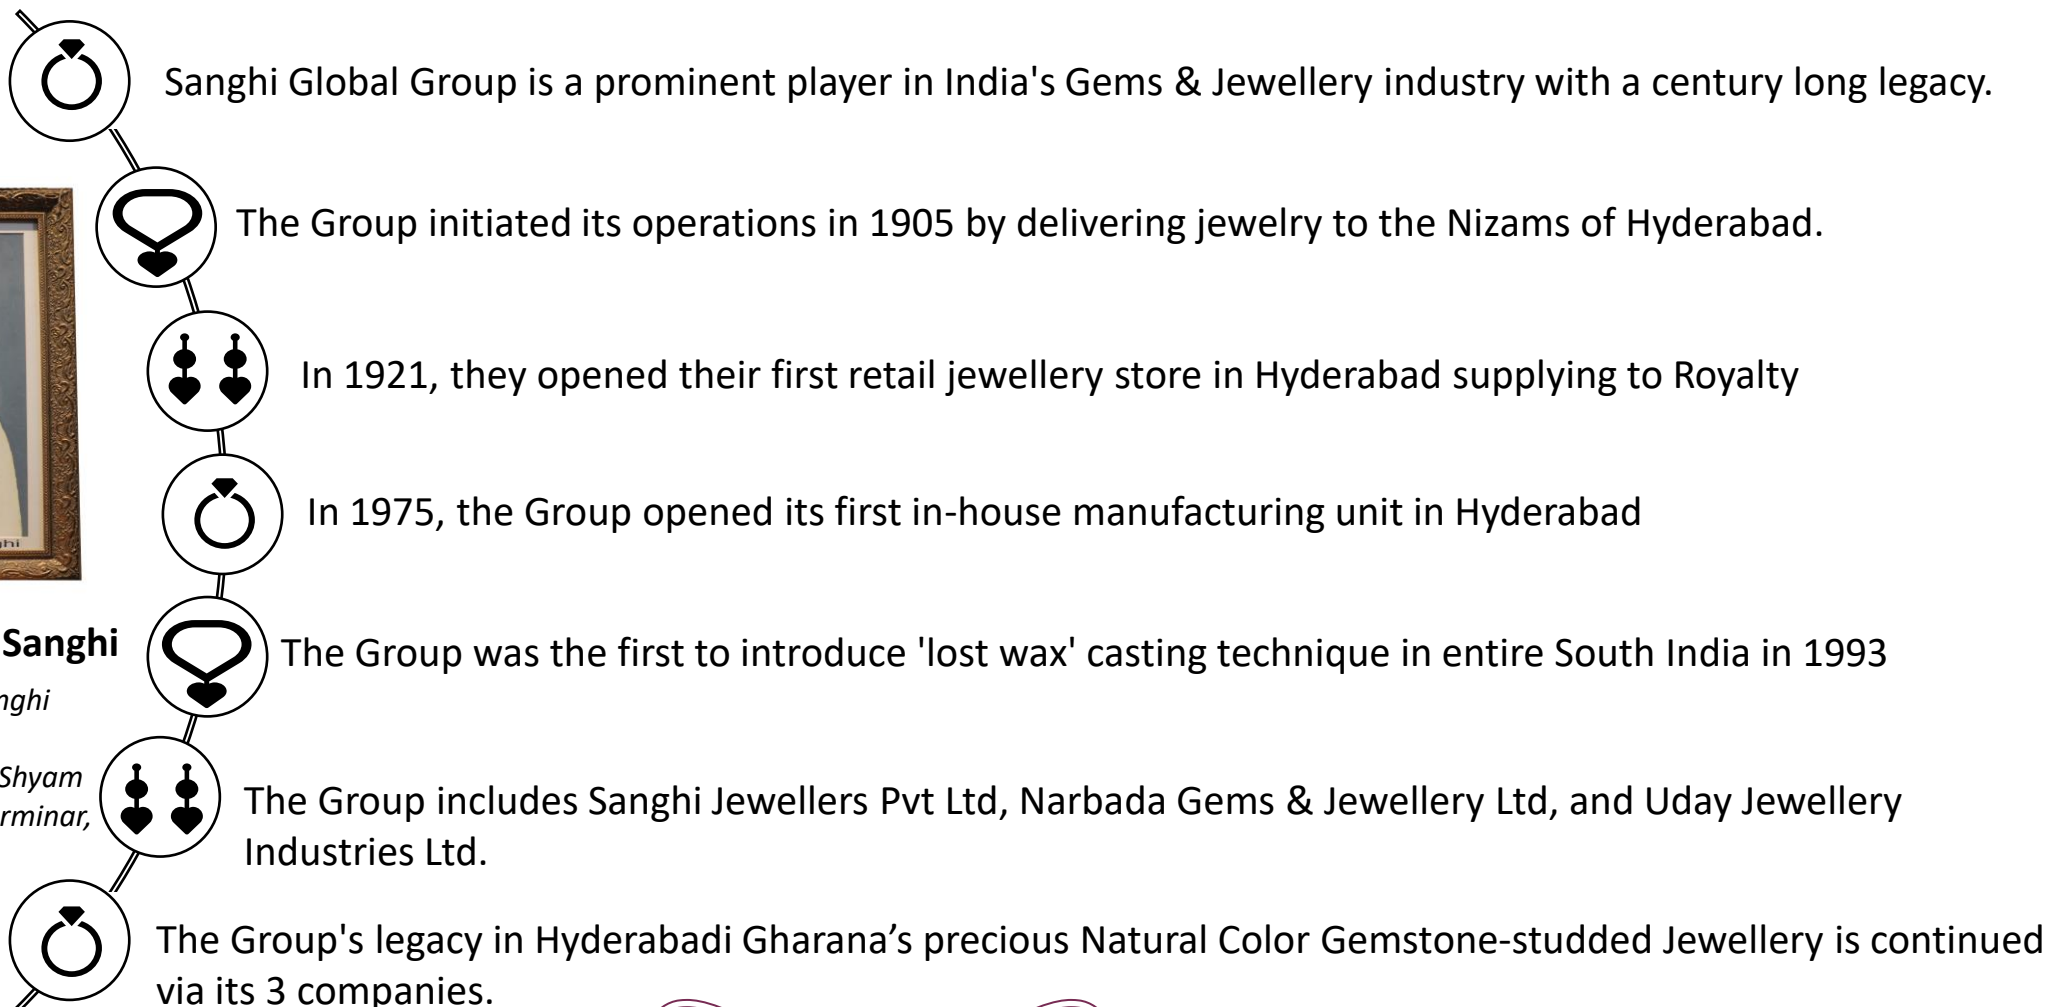 Sanghi Global Group is a prominent player in India's Gems & Jewellery industry with a century long legacy.
The Group initiated its operations in 1905 by delivering jewelry to the Nizams of Hyderabad.
In 1921, they opened their first retail jewellery store in Hyderabad supplying to Royalty
In 1975, the Group opened its first in-house manufacturing unit in Hyderabad
Sanghi
The Group was the first to introduce 'lost wax' casting technique in entire South India in 1993
nghi
Shyam
rminar,
The Group includes Sanghi Jewellers Pvt Ltd, Narbada Gems & Jewellery Ltd, and Uday Jewellery
Industries Ltd.
The Group's legacy in Hyderabadi Gharana’s precious Natural Color Gemstone-studded Jewellery is continued
via its 3 companies.